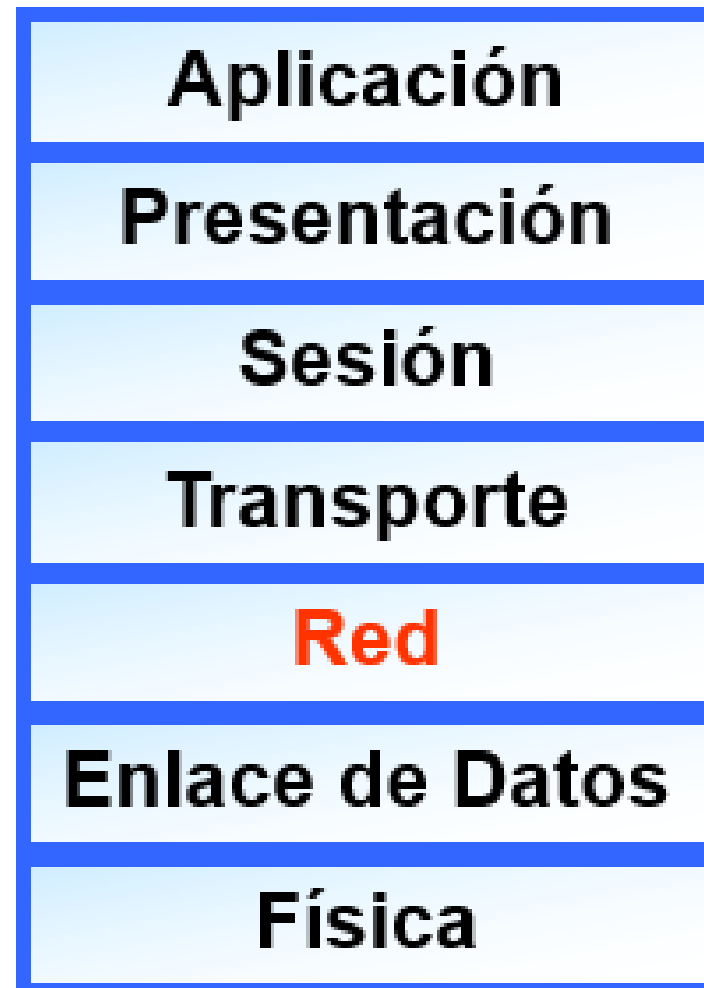 Aplicación
Presentación
Sesión
Transporte
Red
Enlace de Datos
Física